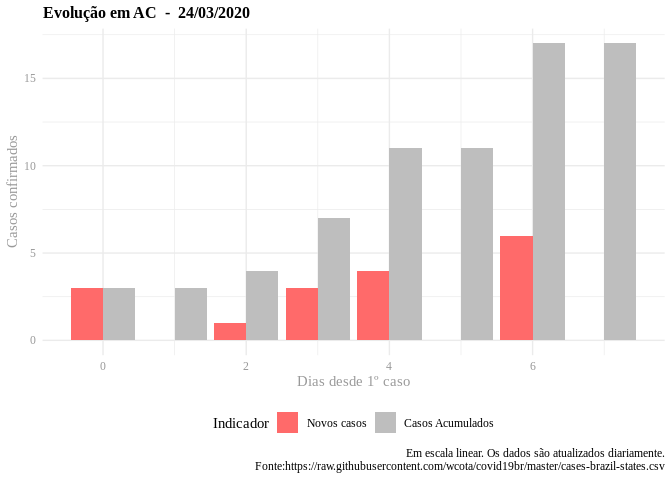 Evolução em AC  -  24/03/2020
Casos confirmados
15
10
5
0
0 2 4 6
Dias desde 1º caso
Indicador Novos casos Casos Acumulados
Em escala linear. Os dados são atualizados diariamente.
Fonte:https://raw.githubusercontent.com/wcota/covid19br/master/cases-brazil-states.csv